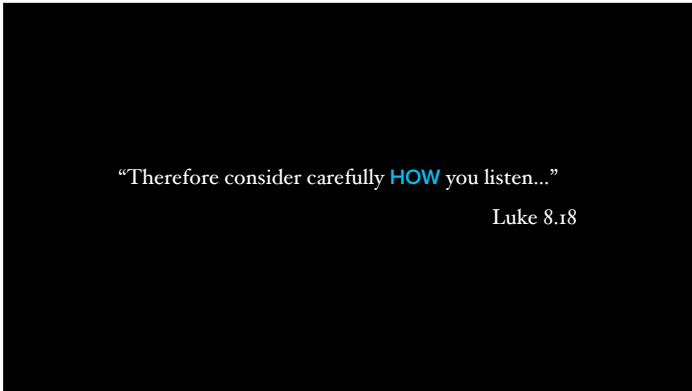 “Therefore consider carefully HOW you listen...”
Luke 8.18